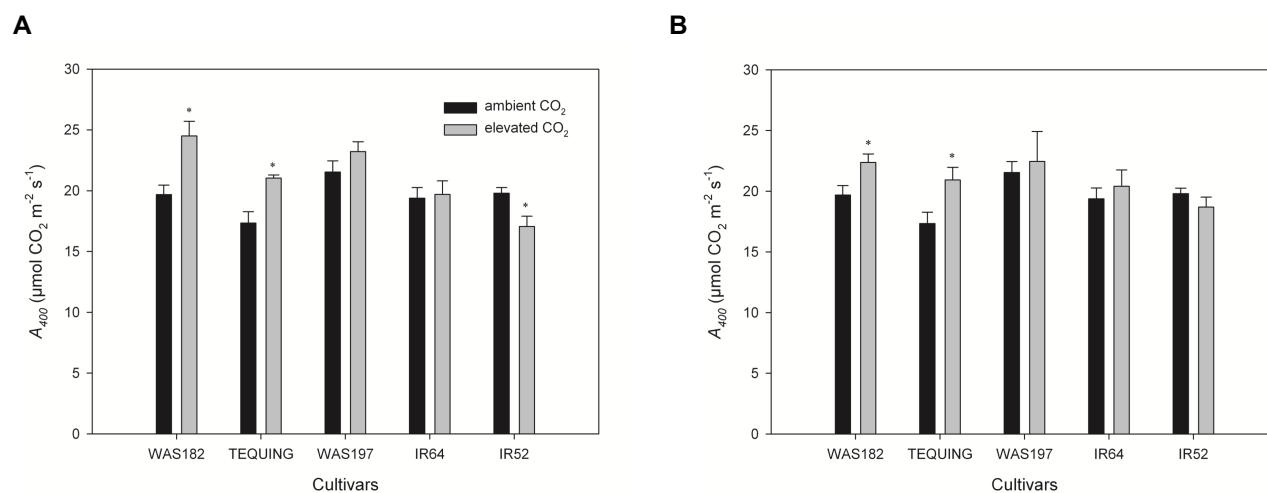 A
30
25
20
15
10
5
0
A400 (µmol CO2 m-2 s-1)
ambient CO2
elevated CO2
*
*
*
WAS182 TEQUING WAS197 IR64 IR52
Cultivars
B
30
25
20
15
10
5
0
A400 (µmol CO2 m-2 s-1)
*
*
WAS182 TEQUING WAS197 IR64 IR52
Cultivars